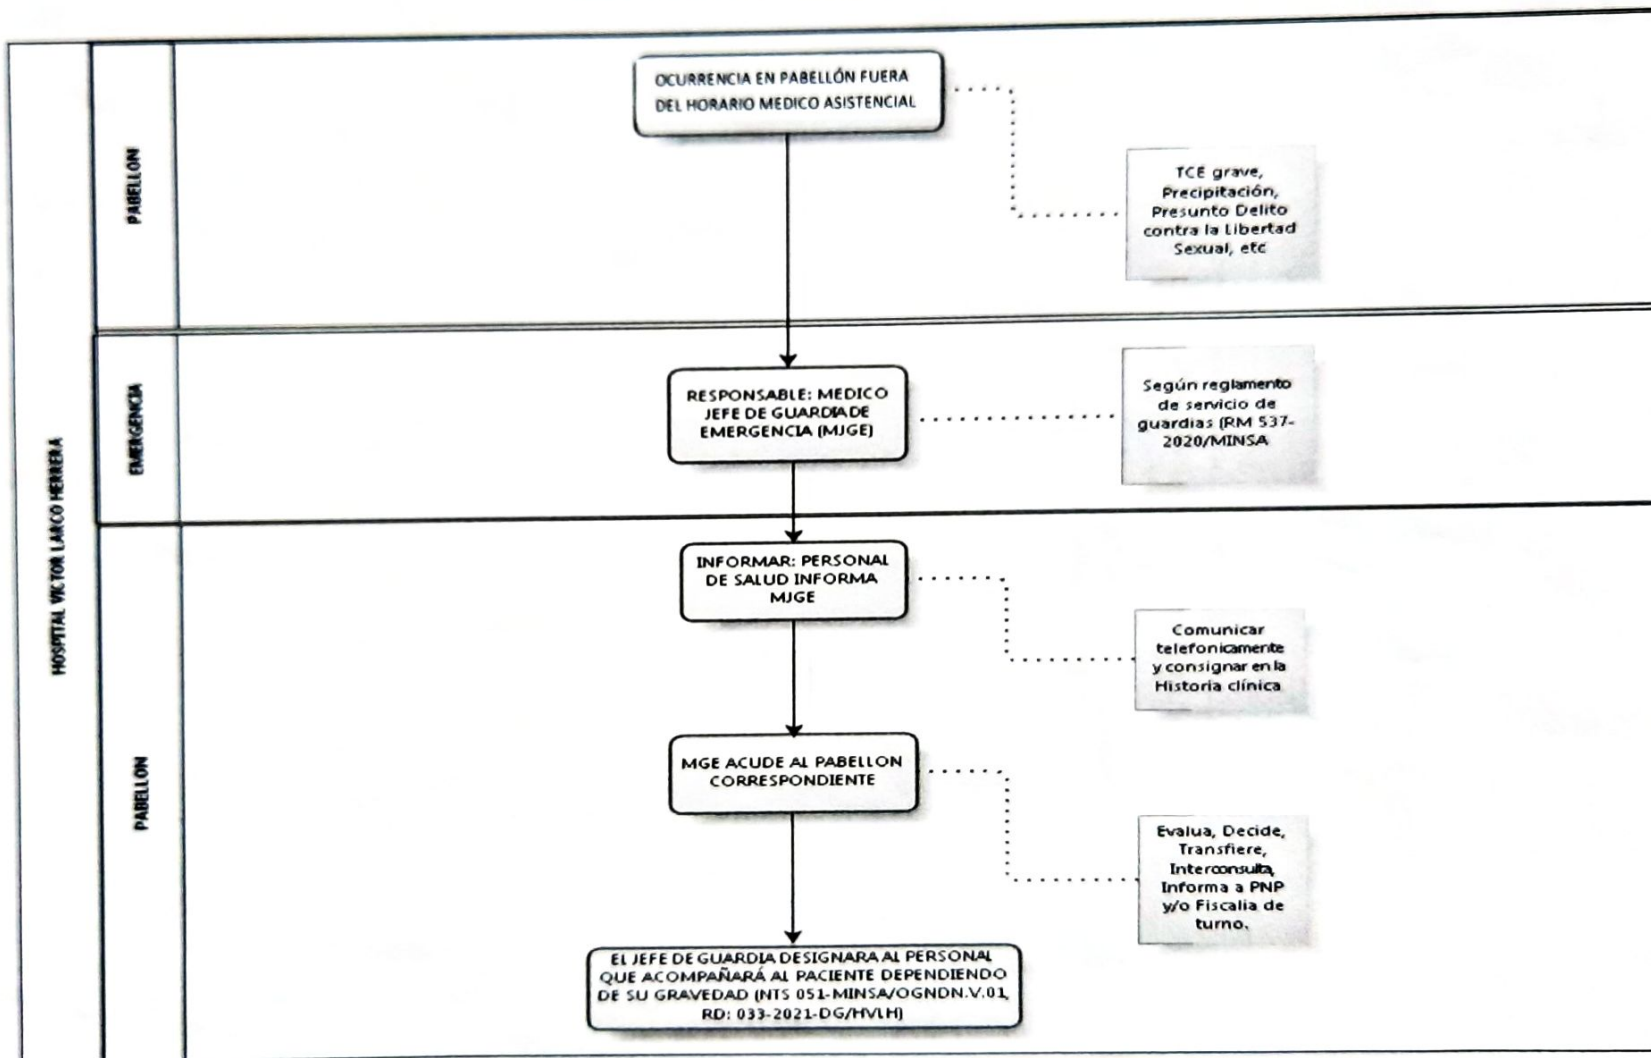 HOSPITAL VICTOR LARCO HERRERA
PABELLON
OCURRENCIA EN PABELLÓN FUERA
DEL HORARIO MEDICO ASISTENCIAL
TCE grave,
Precipitación,
Presunto Delito
contra la Libertad
Sexual, etc
EMERGENCIA
RESPONSABLE: MEDICO
JEFE DE GUARDIA DE
EMERGENCIA (MJGE)
Según reglamento
de servicio de
guardias (RM 537-
2020/MINSA
PABELLON
INFORMAR: PERSONAL
DE SALUD INFORMA
MJGE
Comunicar
telefonicamente
y consignar en la
Historia clínica
MGE ACUDE AL PABELLON
CORRESPONDIENTE
Evalua, Decide,
Transfiere,
Interconsulta,
Informa a PNP
y/o Fiscalia de
turno.
EL JEFE DE GUARDIA DESIGNARA AL PERSONAL
QUE ACOMPAÑARÁ AL PACIENTE DEPENDIENDO
DE SU GRAVEDAD (NTS 051-MINSA/OGNDN.V.01,
RD: 033-2021-DG/HVLH)